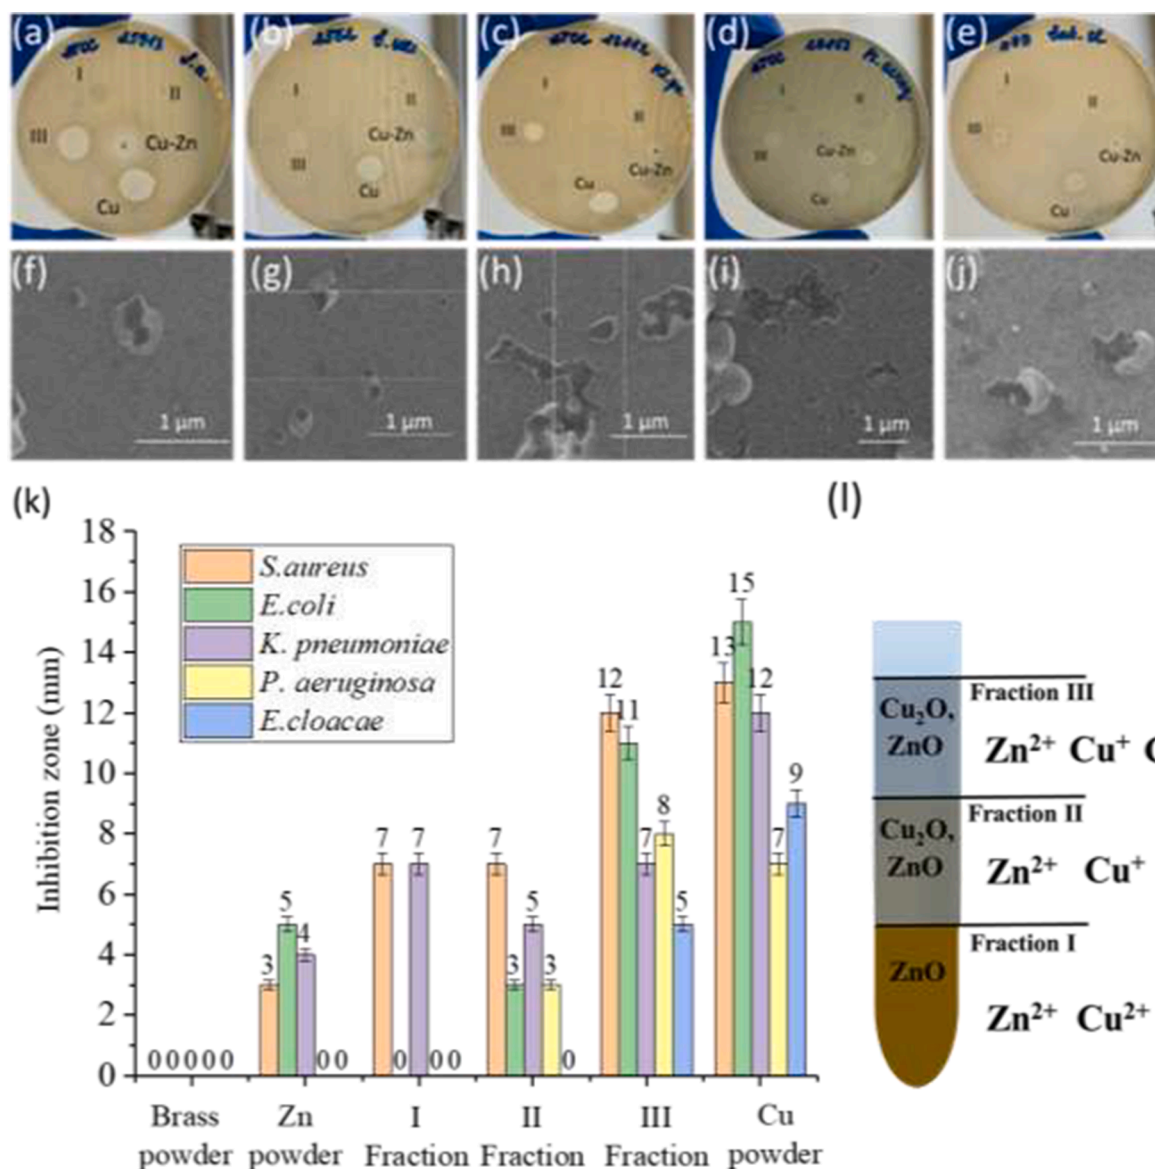 (a)
(b)
(c)
(d)
(e)
I
II
III
Cu-Zn
Cu
I
II
Cu-Zn
III
Cu
I
II
III
Cu-Zn
Cu
I
II
III
Cu-Zn
Cu
I
II
III
Cu-Zn
Cu
(f)
(g)
(h)
(i)
(j)
1 µm
1 µm
1 µm
1 µm
1 µm
(k)
Inhibition zone (mm)
18
16
14
12
10
8
6
4
2
0
S.aureus
E.coli
K. pneumoniae
P. aeruginosa
E.cloacae
0 0 0 0 0
3
5
4
0 0
7
0
7
0 0
7
3
5
3
0
12
11
7
8
5
13
15
12
7
9
Brass powder
Zn powder
I Fraction
II Fraction
III Fraction
Cu powder
(l)
Fraction III
Cu₂O,
ZnO
Zn²⁺ Cu⁺
Fraction II
Cu₂O,
ZnO
Zn²⁺ Cu⁺
Fraction I
ZnO
Zn²⁺ Cu²⁺